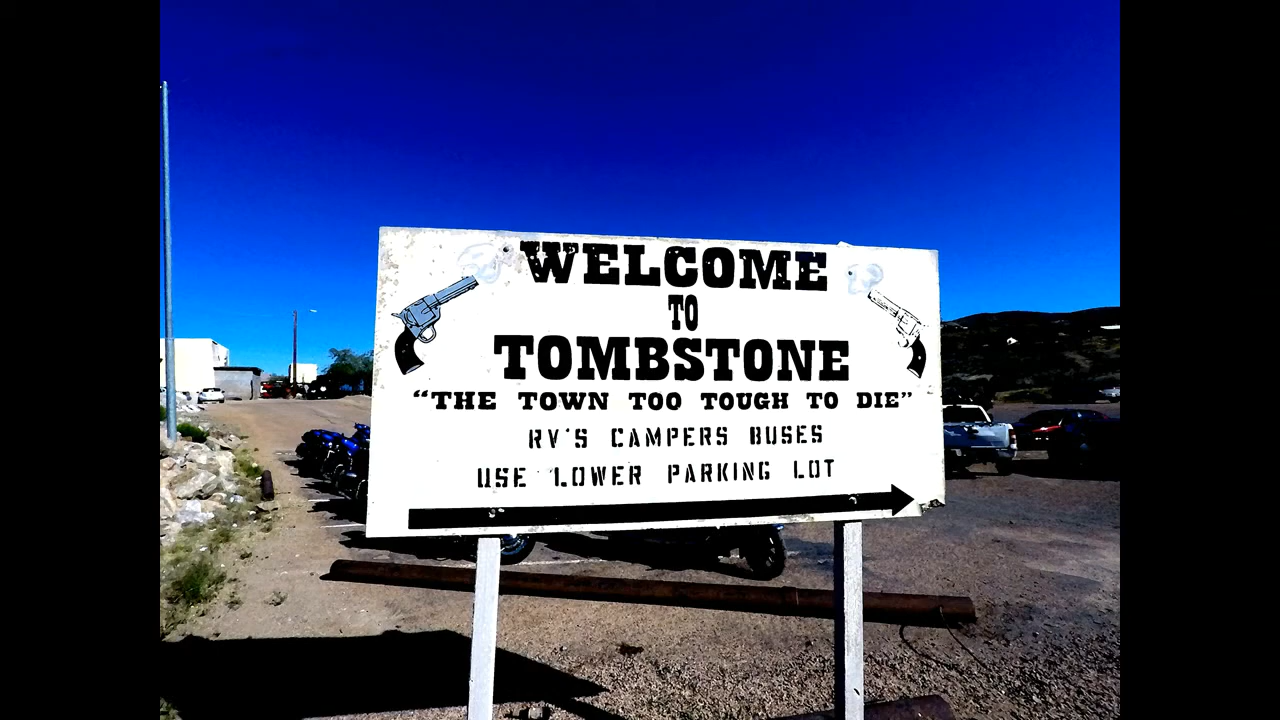 WELCOME
TO
TOMBSTONE
“THE TOWN TOO TOUGH TO DIE”
RV'S CAMPERS BUSES
USE LOWER PARKING LOT